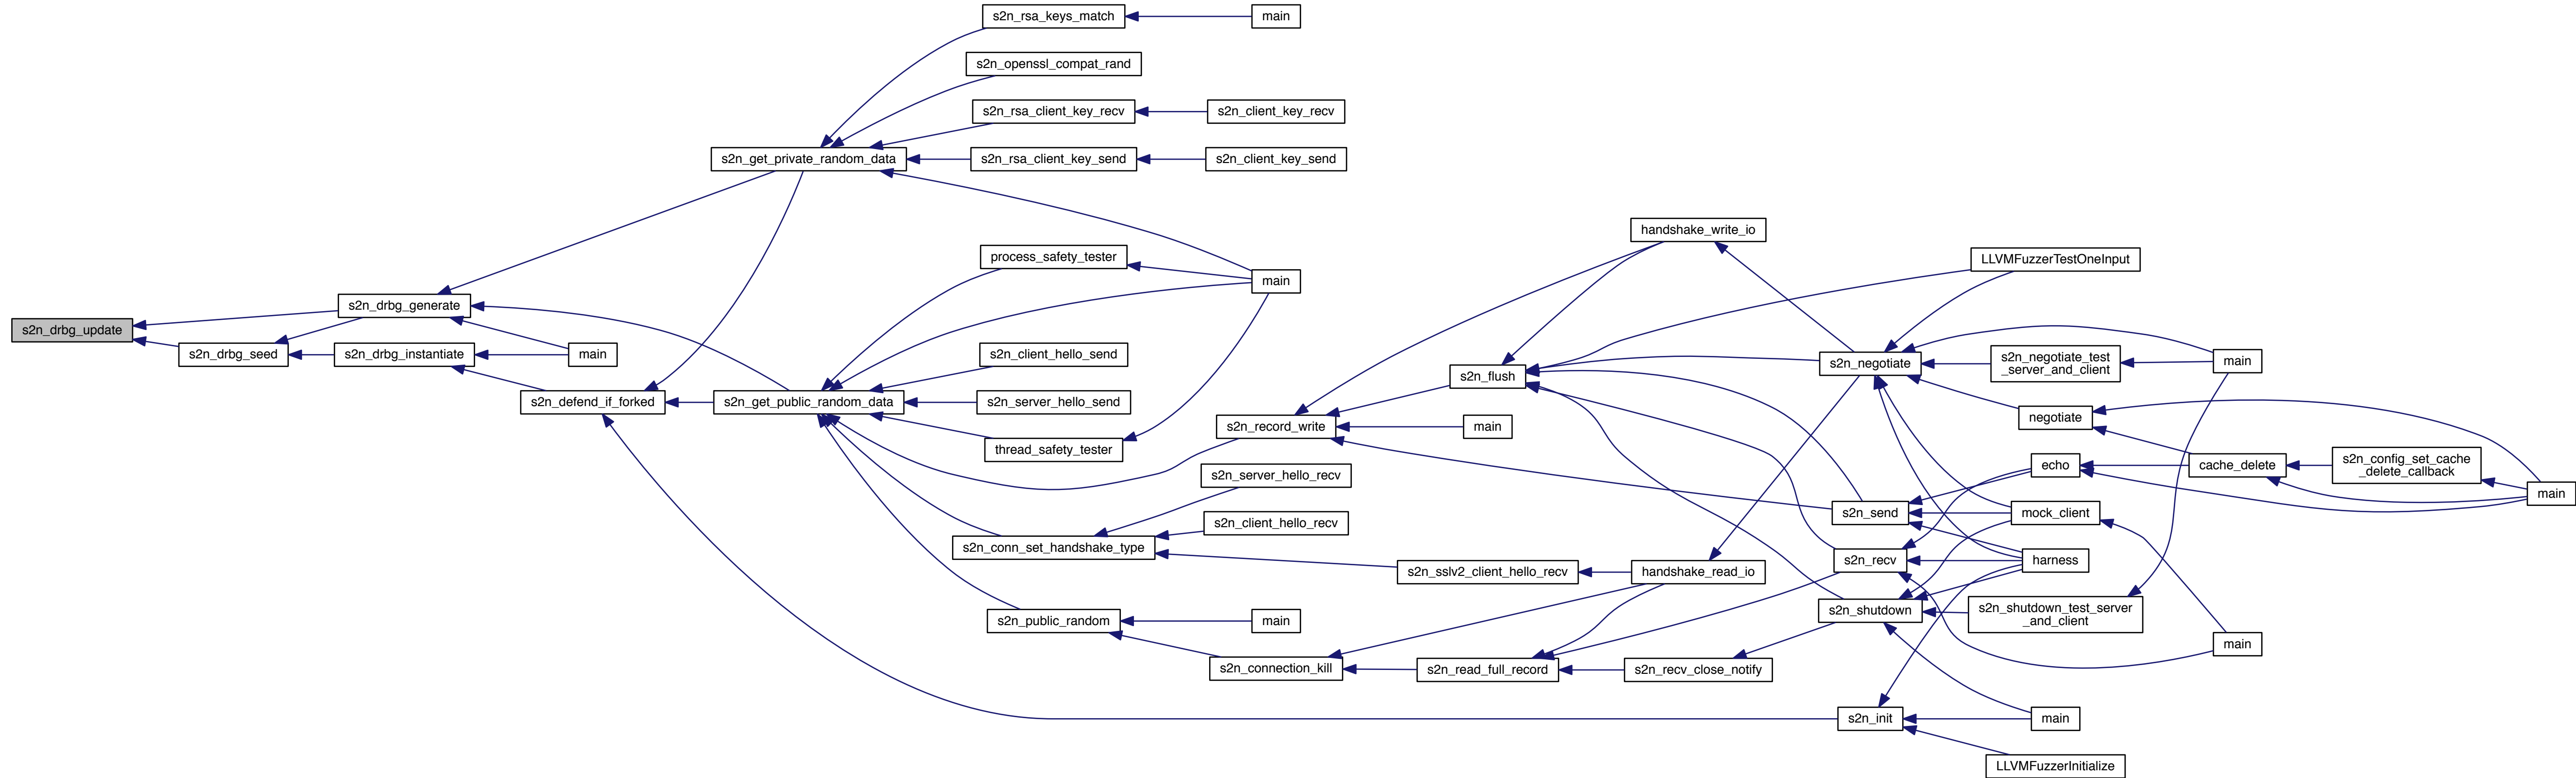 s2n_rsa_keys_match
main
s2n_openssl_compat_rand
s2n_rsa_client_key_recv
s2n_client_key_recv
s2n_get_private_random_data
s2n_rsa_client_key_send
s2n_client_key_send
handshake_write_io
process_safety_tester
LLVMFuzzerTestOneInput
main
s2n_drbg_generate
s2n_drbg_update
s2n_drbg_seed
s2n_drbg_instantiate
main
s2n_client_hello_send
s2n_negotiate
s2n_negotiate_test
_server_and_client
main
s2n_flush
s2n_defend_if_forked
s2n_get_public_random_data
s2n_server_hello_send
negotiate
s2n_record_write
main
thread_safety_tester
echo
cache_delete
s2n_config_set_cache
_delete_callback
s2n_server_hello_recv
main
s2n_send
mock_client
s2n_client_hello_recv
s2n_conn_set_handshake_type
s2n_recv
harness
s2n_sslv2_client_hello_recv
handshake_read_io
s2n_shutdown
s2n_shutdown_test_server
_and_client
s2n_public_random
main
main
s2n_connection_kill
s2n_read_full_record
s2n_recv_close_notify
s2n_init
main
LLVMFuzzerInitialize